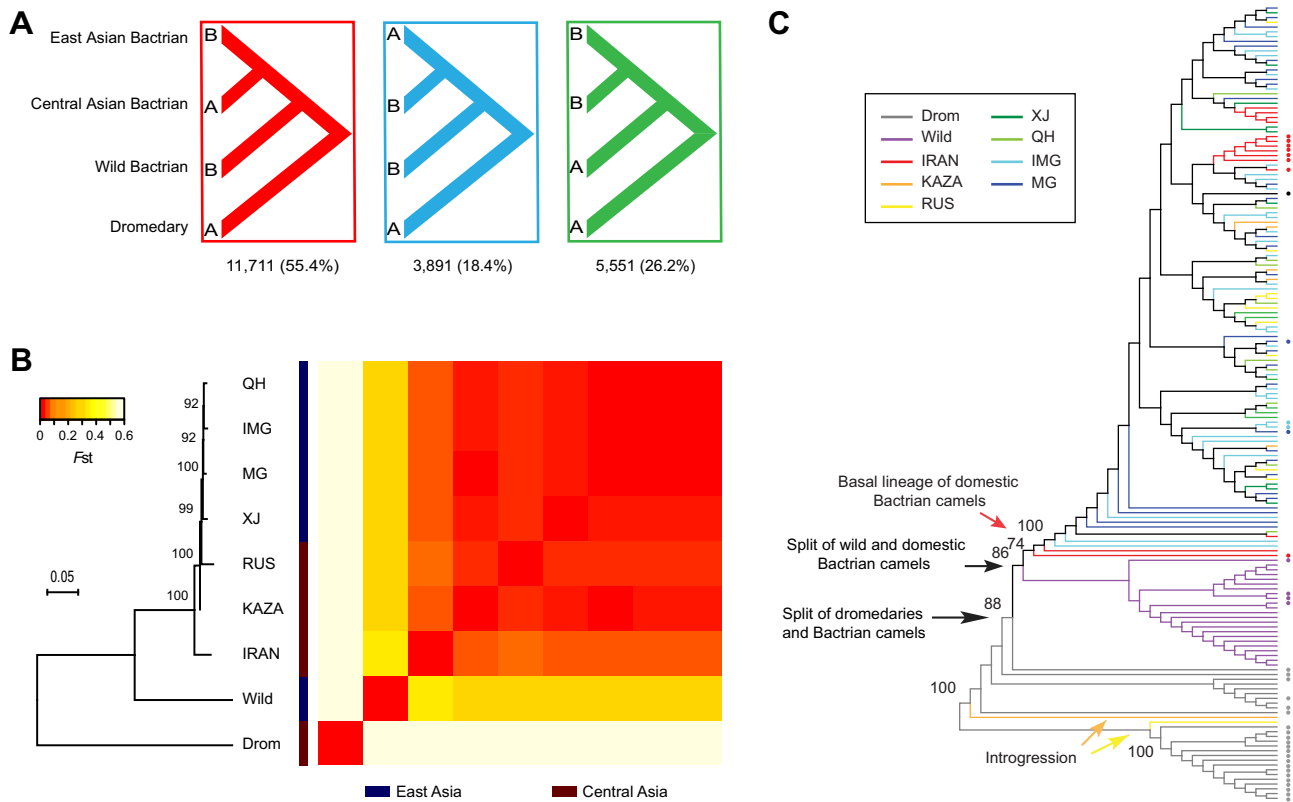 A
East Asian Bactrian
Central Asian Bactrian
Wild Bactrian
Dromedary
B
A
B
A
11,711 (55.4%)
A
B
B
A
3,891 (18.4%)
B
B
A
A
5,551 (26.2%)
B
0 0.2 0.4 0.6
Fst
0.05
92
92
100
99
100
100
QH
IMG
MG
XJ
RUS
KAZA
IRAN
Wild
Drom
East Asia
Central Asia
C
Drom
Wild
IRAN
KAZA
RUS
XJ
QH
IMG
MG
Basal lineage of domestic
Bactrian camels
100
74
86
Split of wild and domestic
Bactrian camels
88
Split of dromedaries
and Bactrian camels
100
Introgression
100